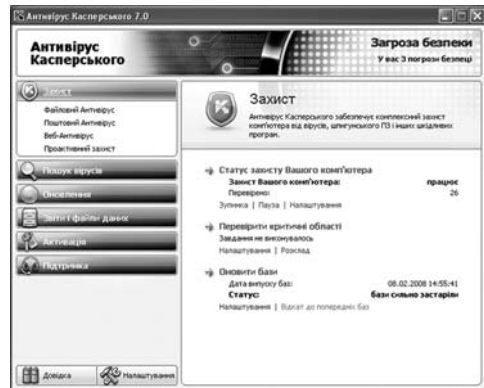 Антивірус Касперського 7.0
Антивірус
Касперського
Загроза безпеки
У вас 3 погрози безпеці
Захист
Файловий Антивірус
Поштовий Антивірус
Веб-Антивірус
Проактивний захист
Пошук вірусів
Оновлення
Звіти і файли даних
Активація
Підтримка
Довідка
Налаштування
Захист
Антивірус Касперського забезпечує комплексний захист
комп'ютера від вірусів, шпигунського ПЗ і інших шкідливих
програм.
Статус захисту Вашого комп'ютера
Захист Вашого комп'ютера: працює
Перевірено: 26
Зупинка | Пауза | Налаштування
Перевірити критичні області
Завдання не виконувалось
Налаштування | Розклад
Оновити бази
Дата випуску баз: 08.02.2008 14:55:41
Статус: бази сильно застаріли
Налаштування | Відкат до попередніх баз